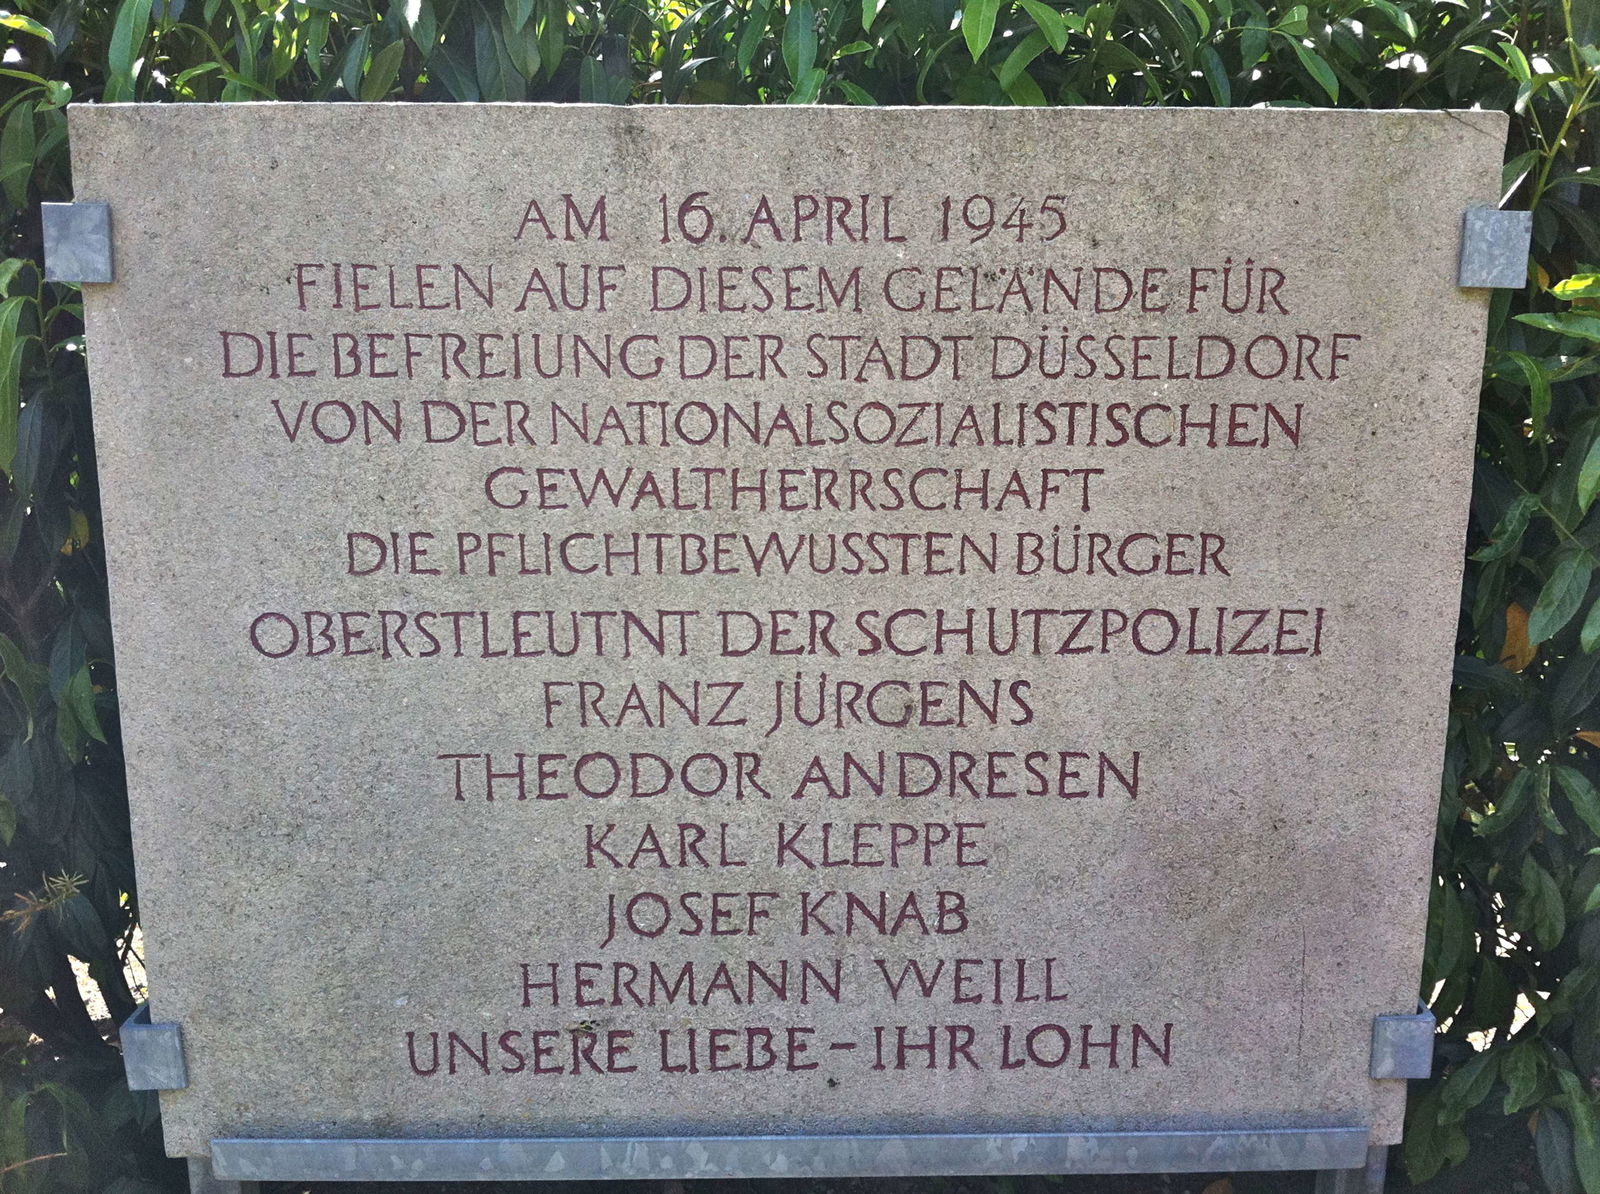 AM 16. APRIL 1945
FIELEN AUF DIESEM GELÄNDE FÜR
DIE BEFREIUNG DER STADT DÜSSELDORF
VON DER NATIONALSOZIALISTISCHEN
GEWALTHERRSCHAFT
DIE PFLICHTBEWUSSTEN BÜRGER
OBERSTLEUTNT DER SCHUTZPOLIZEI
FRANZ JÜRGENS
THEODOR ANDRESEN
KARL KLEPPE
JOSEF KNAB
HERMANN WEILL
UNSERE LIEBE – IHR LOHN